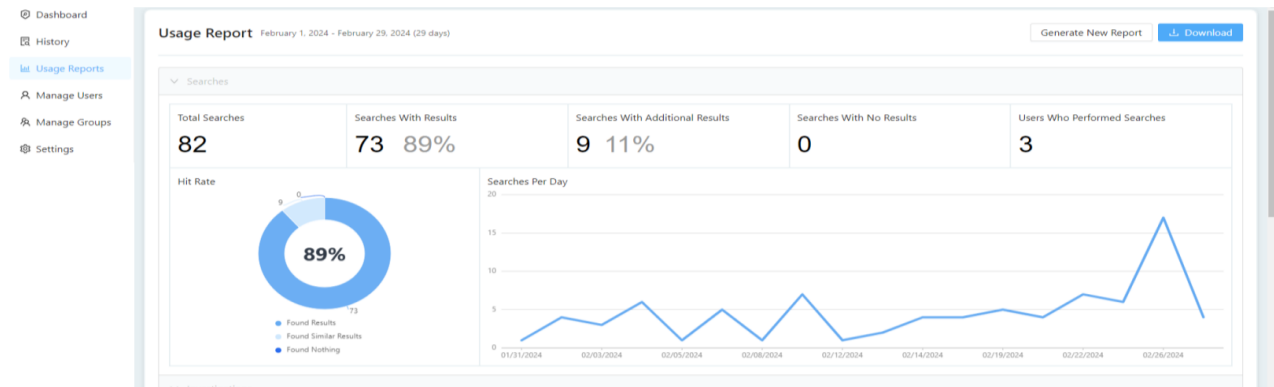 Dashboard
History
Usage Reports
Manage Users
Manage Groups
Settings
Usage Report February 1, 2024 - February 29, 2024 (29 days)
Generate New Report
Download
Searches
Total Searches
82
Searches With Results
73 89%
Searches With Additional Results
9 11%
Searches With No Results
0
Users Who Performed Searches
3
Hit Rate
0
9
89%
73
Found Results
Found Similar Results
Found Nothing
Searches Per Day
20
15
10
5
0
01/31/2024 02/03/2024 02/05/2024 02/08/2024 02/12/2024 02/14/2024 02/19/2024 02/22/2024 02/26/2024